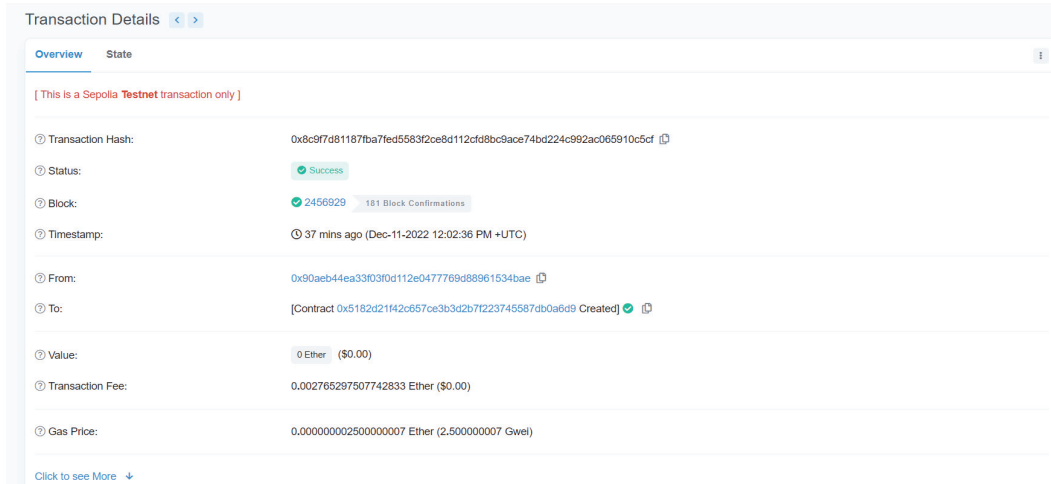 Transaction Details
Overview State
[ This is a Sepolia Testnet transaction only ]
Transaction Hash: 0x8c9f7d81187fba7fed5583f2ce8d112cfd8bc9ace74bd224c992ac065910c5cf
Status: Success
Block: 2456929 181 Block Confirmations
Timestamp: 37 mins ago (Dec-11-2022 12:02:36 PM +UTC)
From: 0x90aeb44ea33f03f0d112e0477769d88961534bae
To: [Contract 0x5182d21f42c657ce3b3d2b7f223745587db0a6d9 Created]
Value: 0 Ether ($0.00)
Transaction Fee: 0.002765297507742833 Ether ($0.00)
Gas Price: 0.000000002500000007 Ether (2.500000007 Gwei)
Click to see More